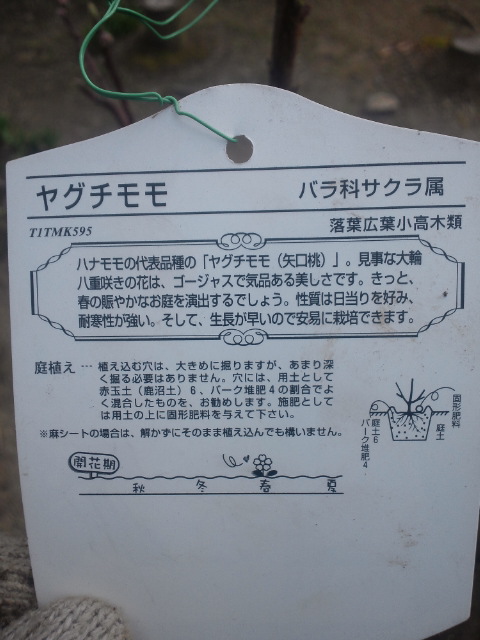 ヤグチモモ バラ科サクラ属
T1TMK595 落葉広葉小高木類
ハナモモの代表品種の「ヤグチモモ（矢口桃）」。見事な大輪
八重咲きの花は、ゴージャスで気品ある美しさです。きっと、
春の賑やかなお庭を演出するでしょう。性質は日当りを好み、
耐寒性が強い。そして、生長が早いので安易に栽培できます。
庭植え … 植え込む穴は、大きめに掘りますが、あまり深
く掘る必要はありません。穴には、用土として
赤玉土（鹿沼土）6、バーク堆肥4の割合でよ
く混合したものを、お勧めします。施肥として
は用土の上に固形肥料を与えて下さい。
※麻シートの場合は、解かずにそのまま植え込んでも構いません。
固形肥料
庭土
庭土6
バーク堆肥4
開花期
秋 冬 春 夏